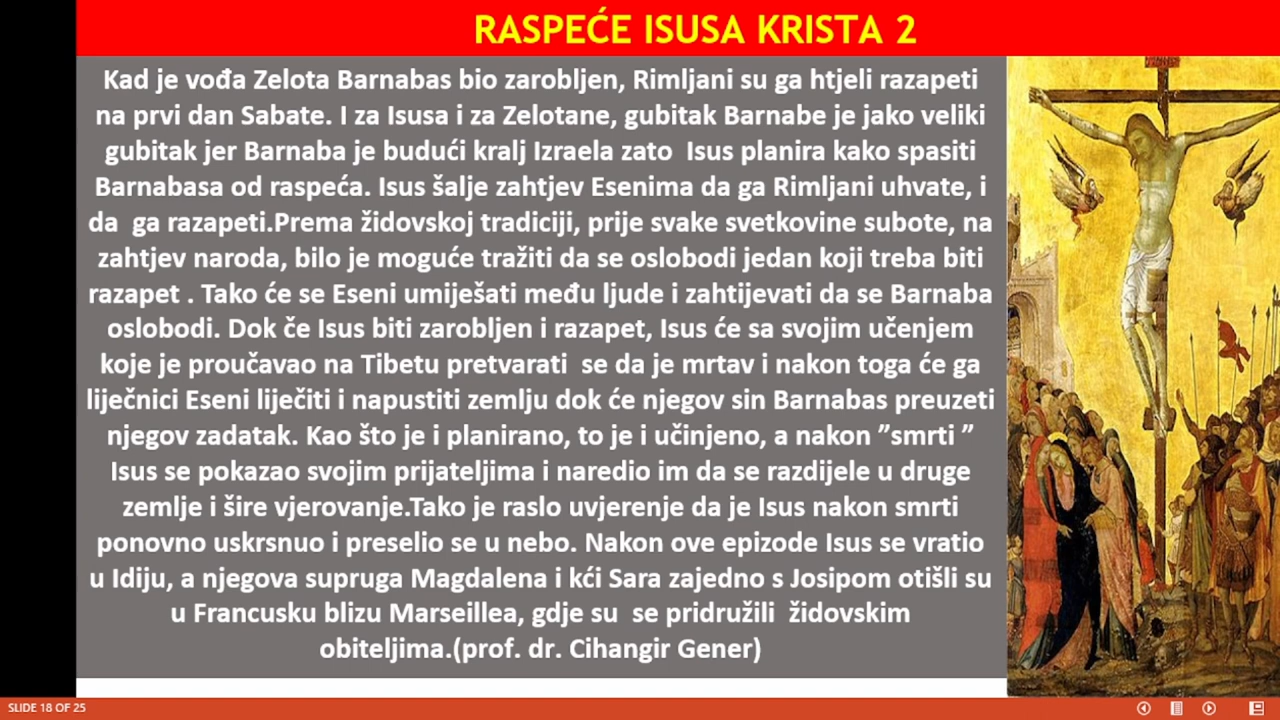 RASPEĆE ISUSA KRISTA 2
Kad je vođa Zelota Barnabas bio zarobljen, Rimljani su ga htjeli razapeti
na prvi dan Sabate. I za Isusa i za Zelotane, gubitak Barnabe je jako veliki
gubitak jer Barnaba je budući kralj Izraela zato Isus planira kako spasiti
Barnabasa od raspeća. Isus šalje zahtjev Esenima da ga Rimljani uhvate, i
da ga razapeti.Prema židovskoj tradiciji, prije svake svetkovine subote, na
zahtjev naroda, bilo je moguće tražiti da se oslobodi jedan koji treba biti
razapet . Tako će se Eseni umiješati među ljude i zahtijevati da se Barnaba
oslobodi. Dok če Isus biti zarobljen i razapet, Isus će sa svojim učenjem
koje je proučavao na Tibetu pretvarati se da je mrtav i nakon toga će ga
liječnici Eseni liječiti i napustiti zemlju dok će njegov sin Barnabas preuzeti
njegov zadatak. Kao što je i planirano, to je i učinjeno, a nakon ”smrti ”
Isus se pokazao svojim prijateljima i naredio im da se razdijele u druge
zemlje i šire vjerovanje.Tako je raslo uvjerenje da je Isus nakon smrti
ponovno uskrsnuo i preselio se u nebo. Nakon ove epizode Isus se vratio
u Idiju, a njegova supruga Magdalena i kći Sara zajedno s Josipom otišli su
u Francusku blizu Marseillea, gdje su se pridružili židovskim
obiteljima.(prof. dr. Cihangir Gener)
SLIDE 18 OF 25